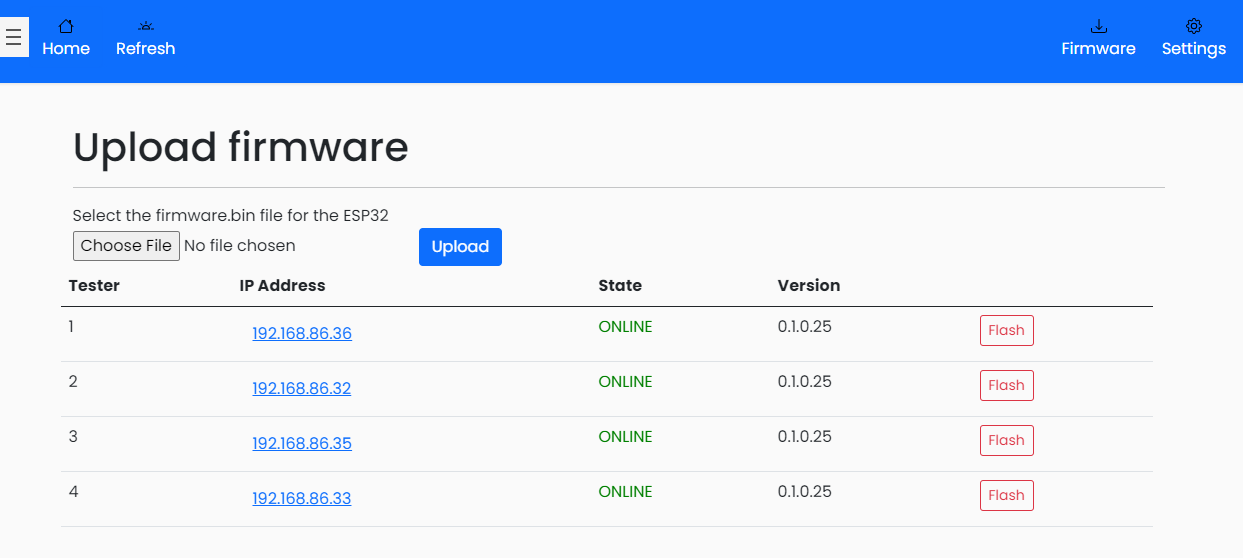 Home Refresh Firmware Settings
Upload firmware
Select the firmware.bin file for the ESP32
Choose File No file chosen Upload
Tester IP Address State Version
1 192.168.86.36 ONLINE 0.1.0.25 Flash
2 192.168.86.32 ONLINE 0.1.0.25 Flash
3 192.168.86.35 ONLINE 0.1.0.25 Flash
4 192.168.86.33 ONLINE 0.1.0.25 Flash